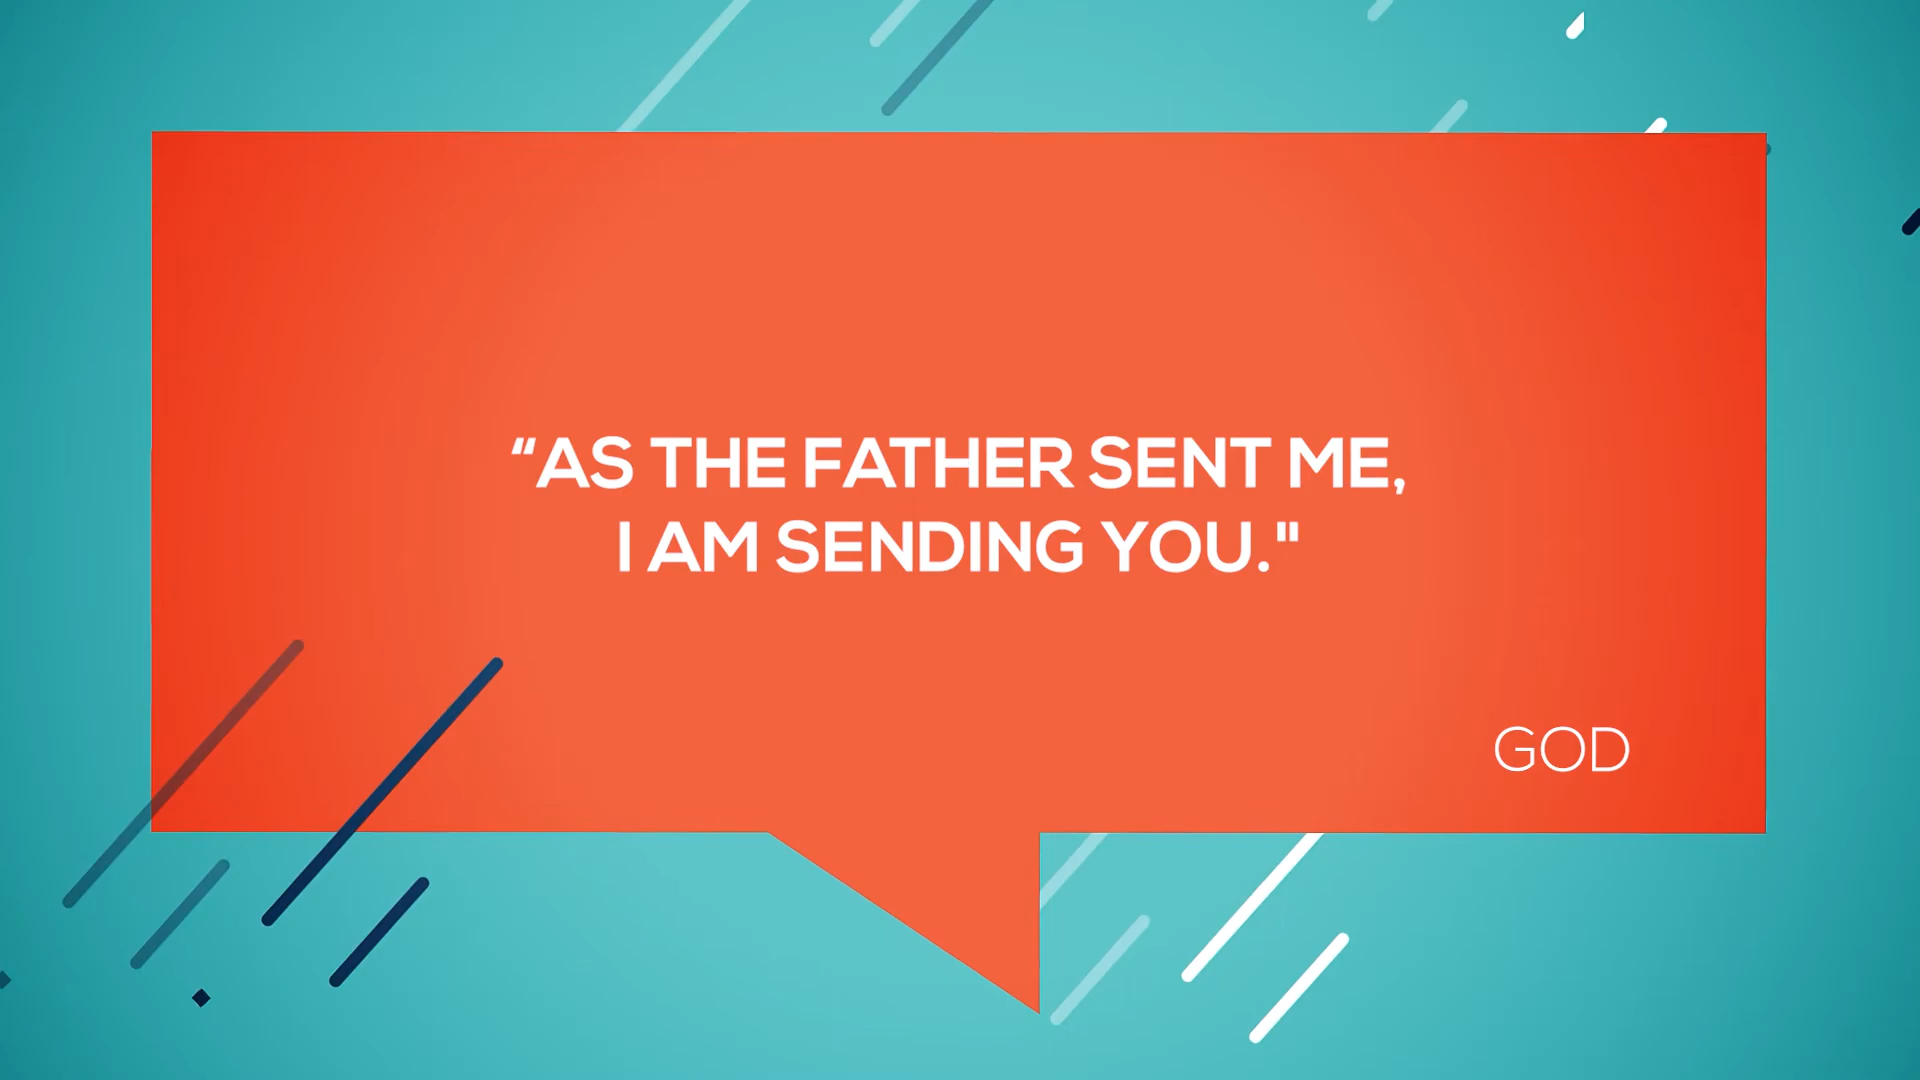 “AS THE FATHER SENT ME,
I AM SENDING YOU."
GOD